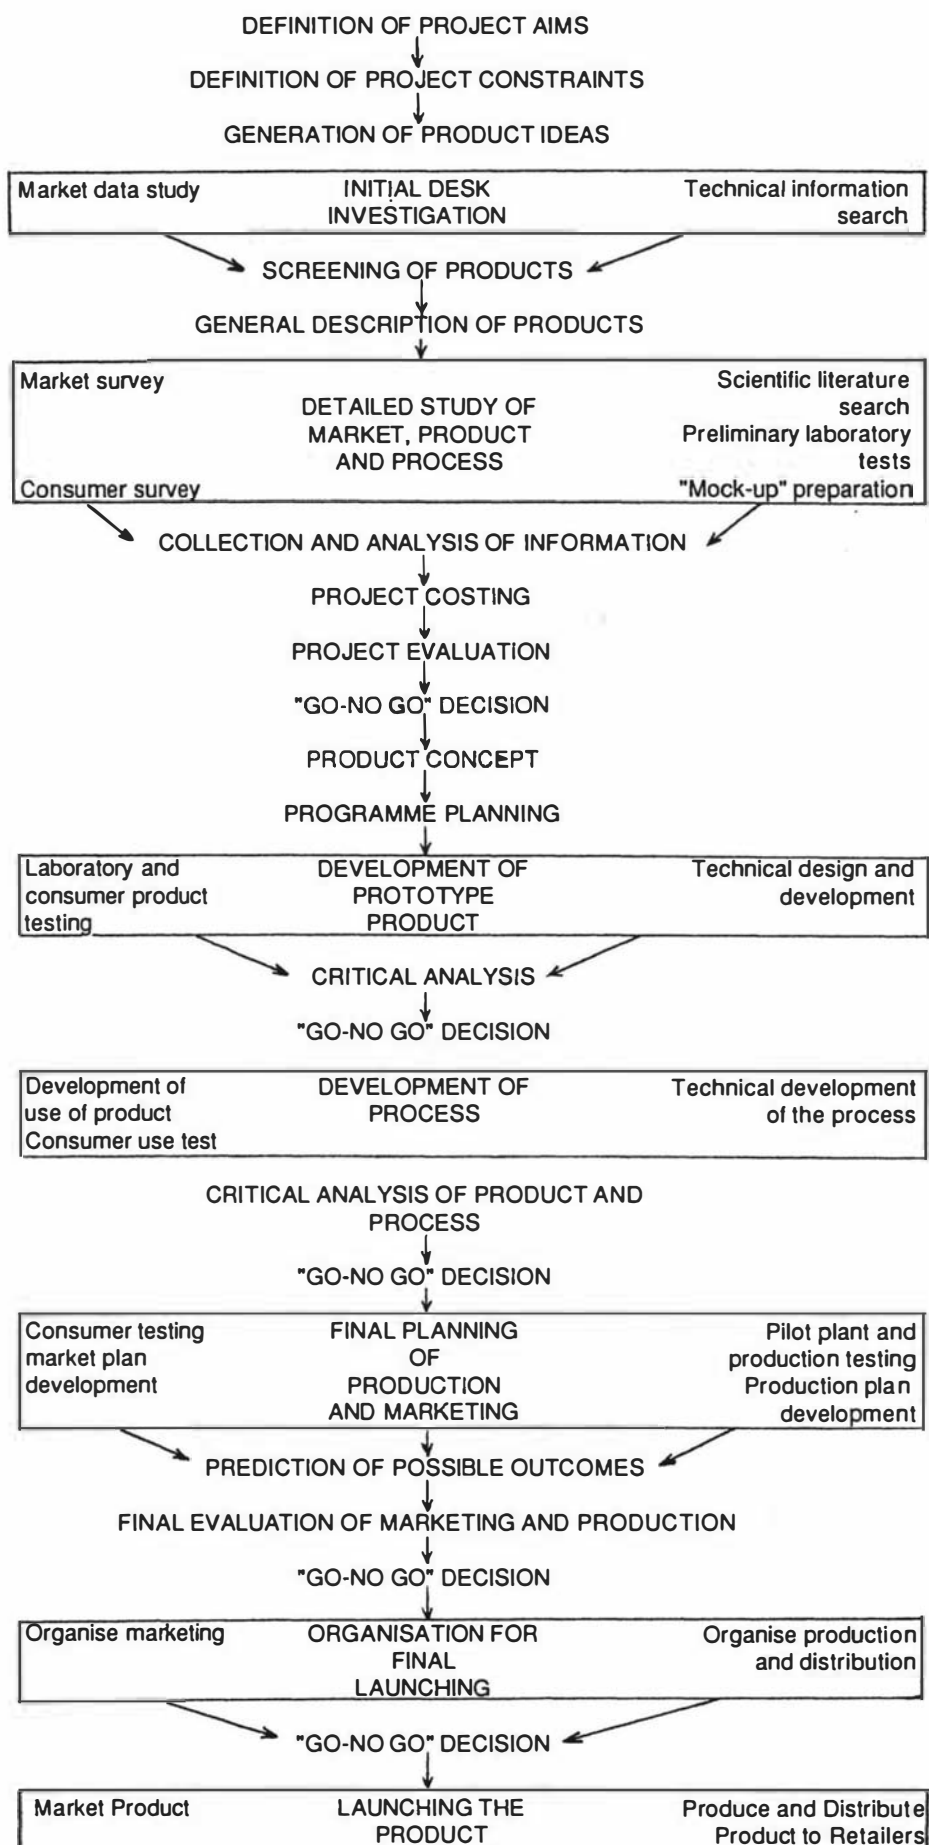 DEFINITION OF PROJECT AIMS
DEFINITION OF PROJECT CONSTRAINTS
GENERATION OF PRODUCT IDEAS
Market data study
INITIAL DESK
INVESTIGATION
Technical information
search
SCREENING OF PRODUCTS
GENERAL DESCRIPTION OF PRODUCTS
Market survey
Consumer survey
DETAILED STUDY OF
MARKET, PRODUCT
AND PROCESS
Scientific literature
search
Preliminary laboratory
tests
"Mock-up" preparation
COLLECTION AND ANALYSIS OF INFORMATION
PROJECT COSTING
PROJECT EVALUATION
"GO-NO GO" DECISION
PRODUCT CONCEPT
PROGRAMME PLANNING
Laboratory and
consumer product
testing
DEVELOPMENT OF
PROTOTYPE
PRODUCT
Technical design and
development
CRITICAL ANALYSIS
"GO-NO GO" DECISION
Development of
use of product
Consumer use test
DEVELOPMENT OF
PROCESS
Technical development
of the process
CRITICAL ANALYSIS OF PRODUCT AND
PROCESS
"GO-NO GO" DECISION
Consumer testing
market plan
development
FINAL PLANNING
OF
PRODUCTION
AND MARKETING
Pilot plant and
production testing
Production plan
development
PREDICTION OF POSSIBLE OUTCOMES
FINAL EVALUATION OF MARKETING AND PRODUCTION
"GO-NO GO" DECISION
Organise marketing
ORGANISATION FOR
FINAL
LAUNCHING
Organise production
and distribution
"GO-NO GO" DECISION
Market Product
LAUNCHING THE
PRODUCT
Produce and Distribute
Product to Retailers